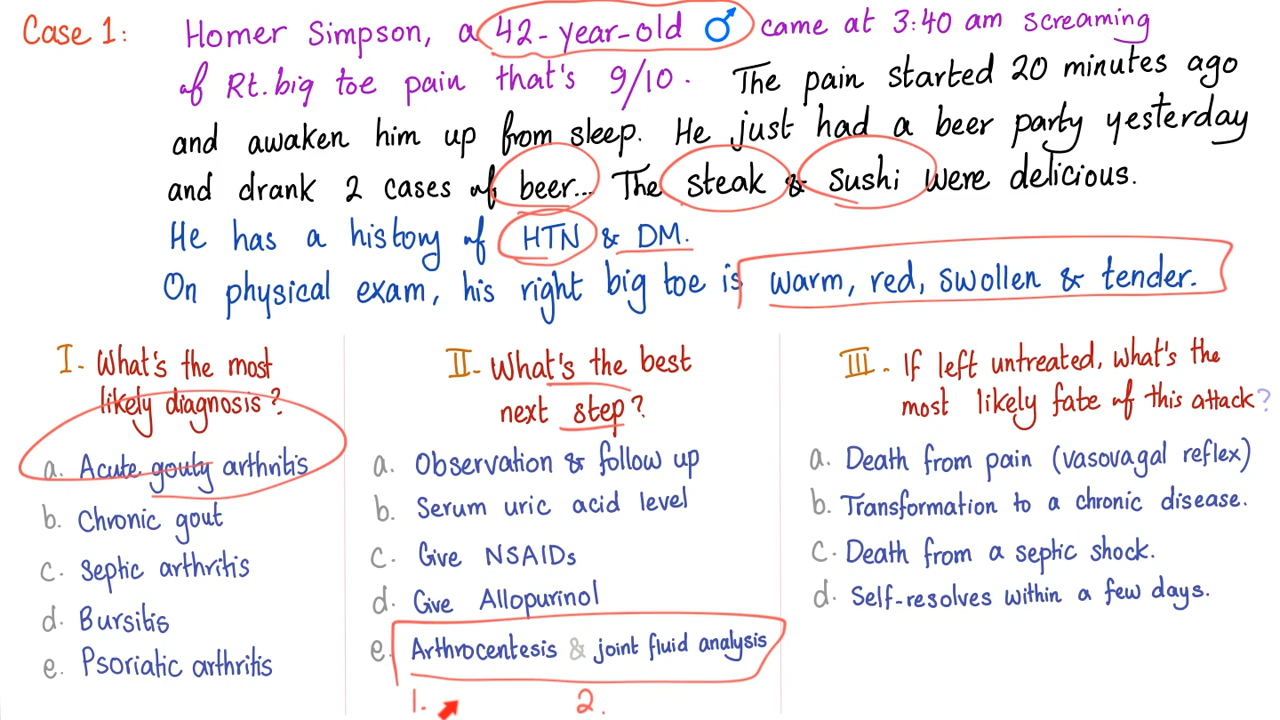 Case 1: Homer Simpson, a 42-year-old ♂ came at 3:40 am screaming
of Rt. big toe pain that's 9/10. The pain started 20 minutes ago
and awaken him up from sleep. He just had a beer party yesterday
and drank 2 cases of beer... The steak & sushi were delicious.
He has a history of HTN & DM.
On physical exam, his right big toe is warm, red, swollen & tender.
I- What's the most
likely diagnosis?
a. Acute gouty arthritis
b. Chronic gout
c. Septic arthritis
d. Bursitis
e. Psoriatic arthritis
II- What's the best
next step?
a. Observation & follow up
b. Serum uric acid level
c. Give NSAIDs
d. Give Allopurinol
e. Arthrocentesis & joint fluid analysis
1. 2.
III- If left untreated, what's the
most likely fate of this attack?
a. Death from pain (vasovagal reflex)
b. Transformation to a chronic disease.
c. Death from a septic shock.
d. Self-resolves within a few days.